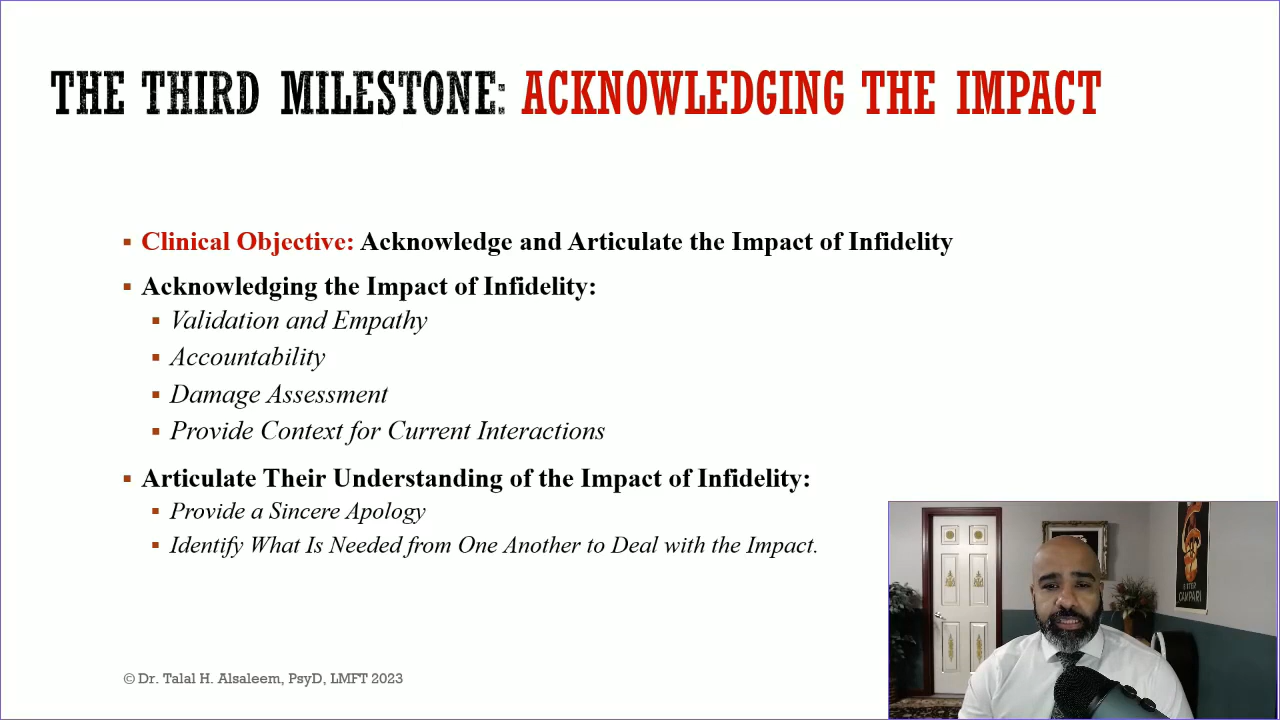 THE THIRD MILESTONE: ACKNOWLEDGING THE IMPACT
▪ Clinical Objective: Acknowledge and Articulate the Impact of Infidelity
▪ Acknowledging the Impact of Infidelity:
▪ Validation and Empathy
▪ Accountability
▪ Damage Assessment
▪ Provide Context for Current Interactions
▪ Articulate Their Understanding of the Impact of Infidelity:
▪ Provide a Sincere Apology
▪ Identify What Is Needed from One Another to Deal with the Impact.
CAMPARI
© Dr. Talal H. Alsaleem, PsyD, LMFT 2023